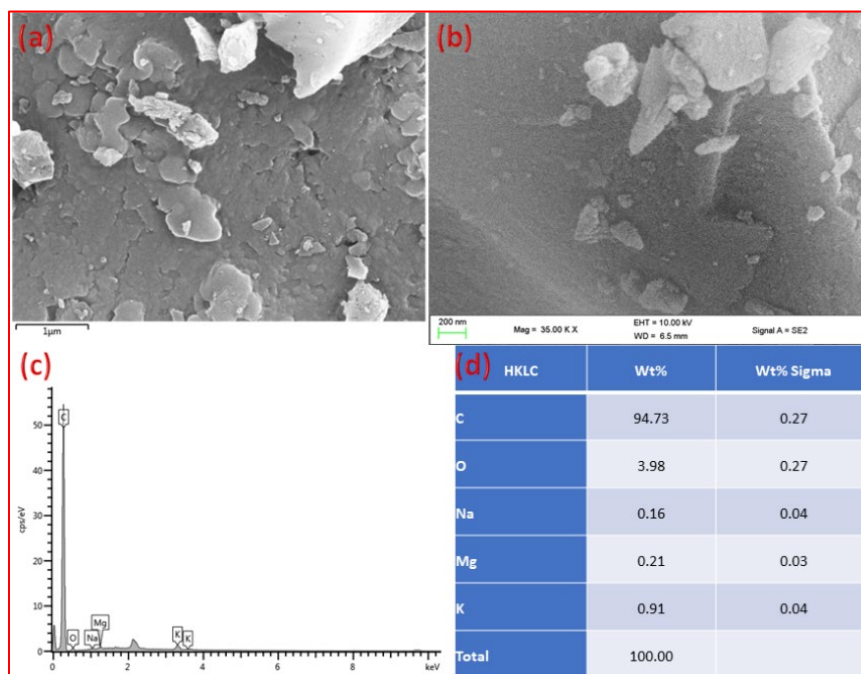 (a)
1µm
(b)
200 nm
Mag = 35.00 K X
EHT = 10.00 kV
WD = 6.5 mm
Signal A = SE2
(c)
50
40
30
20
10
0
cps/eV
C
O
Na
Mg
K
K
0
2
4
6
8
keV
(d)
HKLC Wt% Wt% Sigma
C 94.73 0.27
O 3.98 0.27
Na 0.16 0.04
Mg 0.21 0.03
K 0.91 0.04
Total 100.00